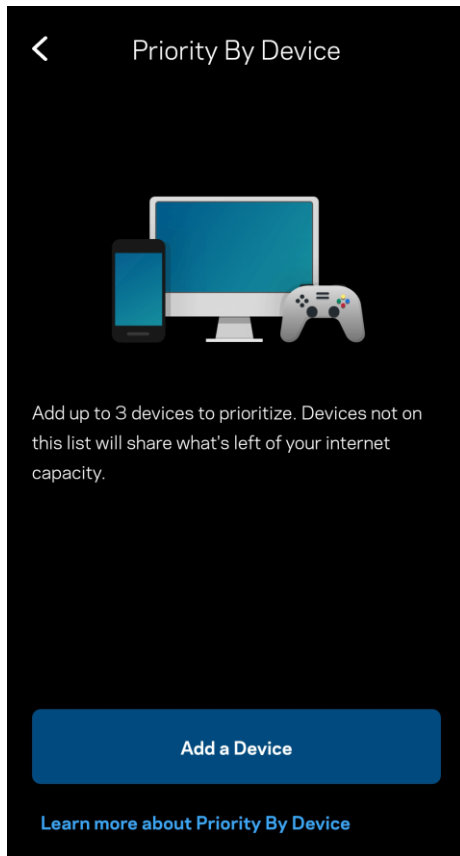 Priority By Device
Add up to 3 devices to prioritize. Devices not on
this list will share what's left of your internet
capacity.
Add a Device
Learn more about Priority By Device